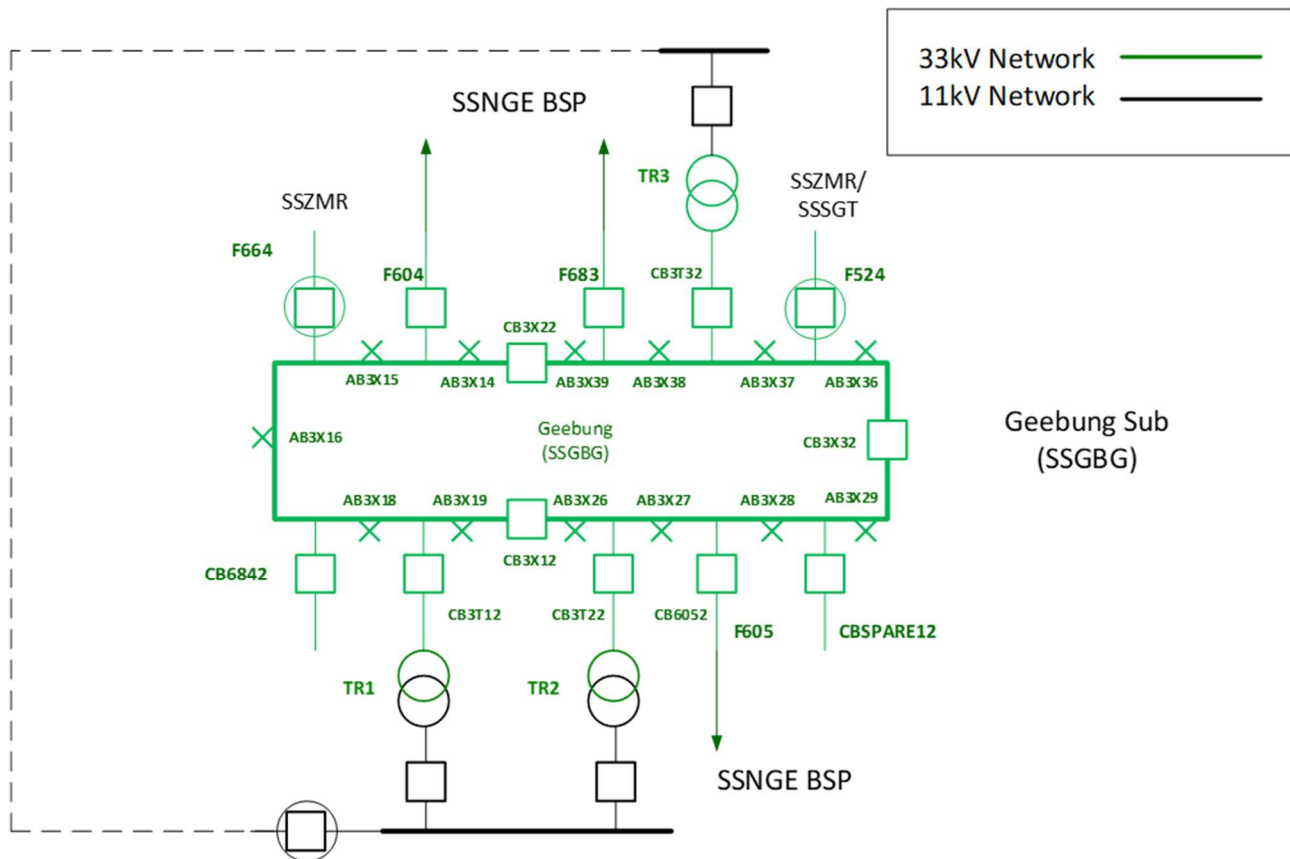 33kV Network
11kV Network
SSNGE BSP
TR3
SSZMR
SSZMR/
SSSGT
F664
F604
F683
CB3T32
F524
CB3X22
AB3X15
AB3X14
AB3X39
AB3X38
AB3X37
AB3X36
AB3X16
Geebung
(SSGBG)
CB3X32
Geebung Sub
(SSGBG)
AB3X18
AB3X19
AB3X26
AB3X27
AB3X28
AB3X29
CB3X12
CB6842
CB3T12
CB3T22
CB6052
F605
CBSPARE12
TR1
TR2
SSNGE BSP